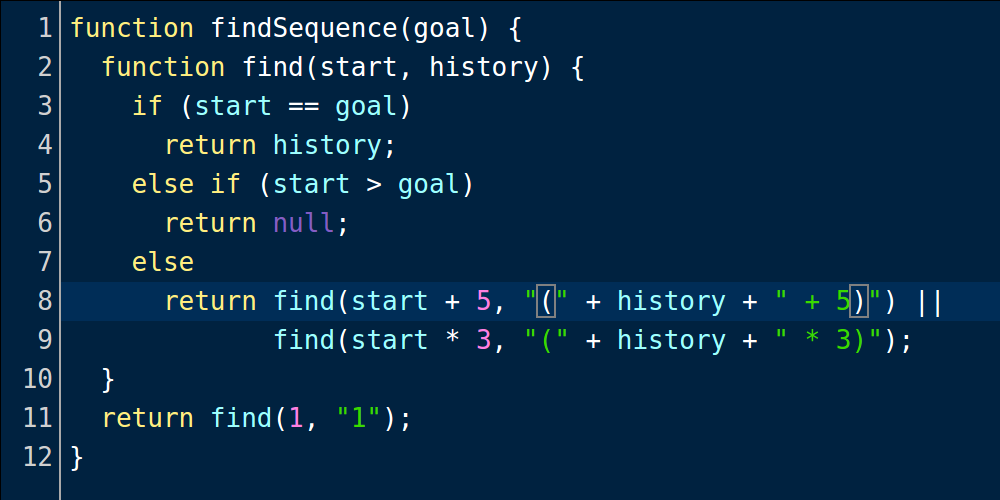 1 function findSequence(goal) {
2   function find(start, history) {
3     if (start == goal)
4       return history;
5     else if (start > goal)
6       return null;
7     else
8       return find(start + 5, "(" + history + " + 5)") ||
9              find(start * 3, "(" + history + " * 3)");
10   }
11   return find(1, "1");
12 }